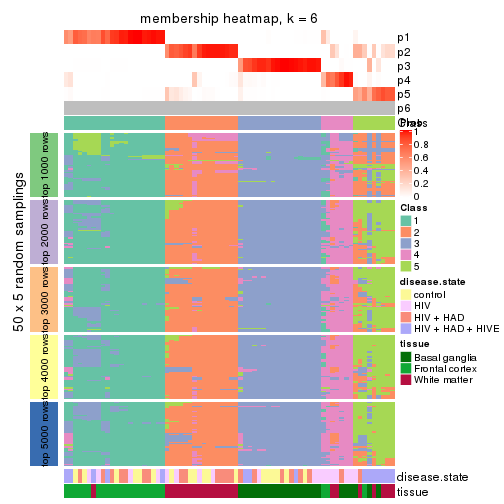 membership heatmap, k = 6
p1
p2
p3
p4
p5
p6
Class
Prob
1
0.8
0.6
0.4
0.2
0
Class
1
2
3
4
5
disease.state
control
HIV
HIV + HAD
HIV + HAD + HIVE
tissue
Basal ganglia
Frontal cortex
White matter
50 x 5 random samplings
top 1000 rows
top 2000 rows
top 3000 rows
top 4000 rows
top 5000 rows
disease.state
tissue